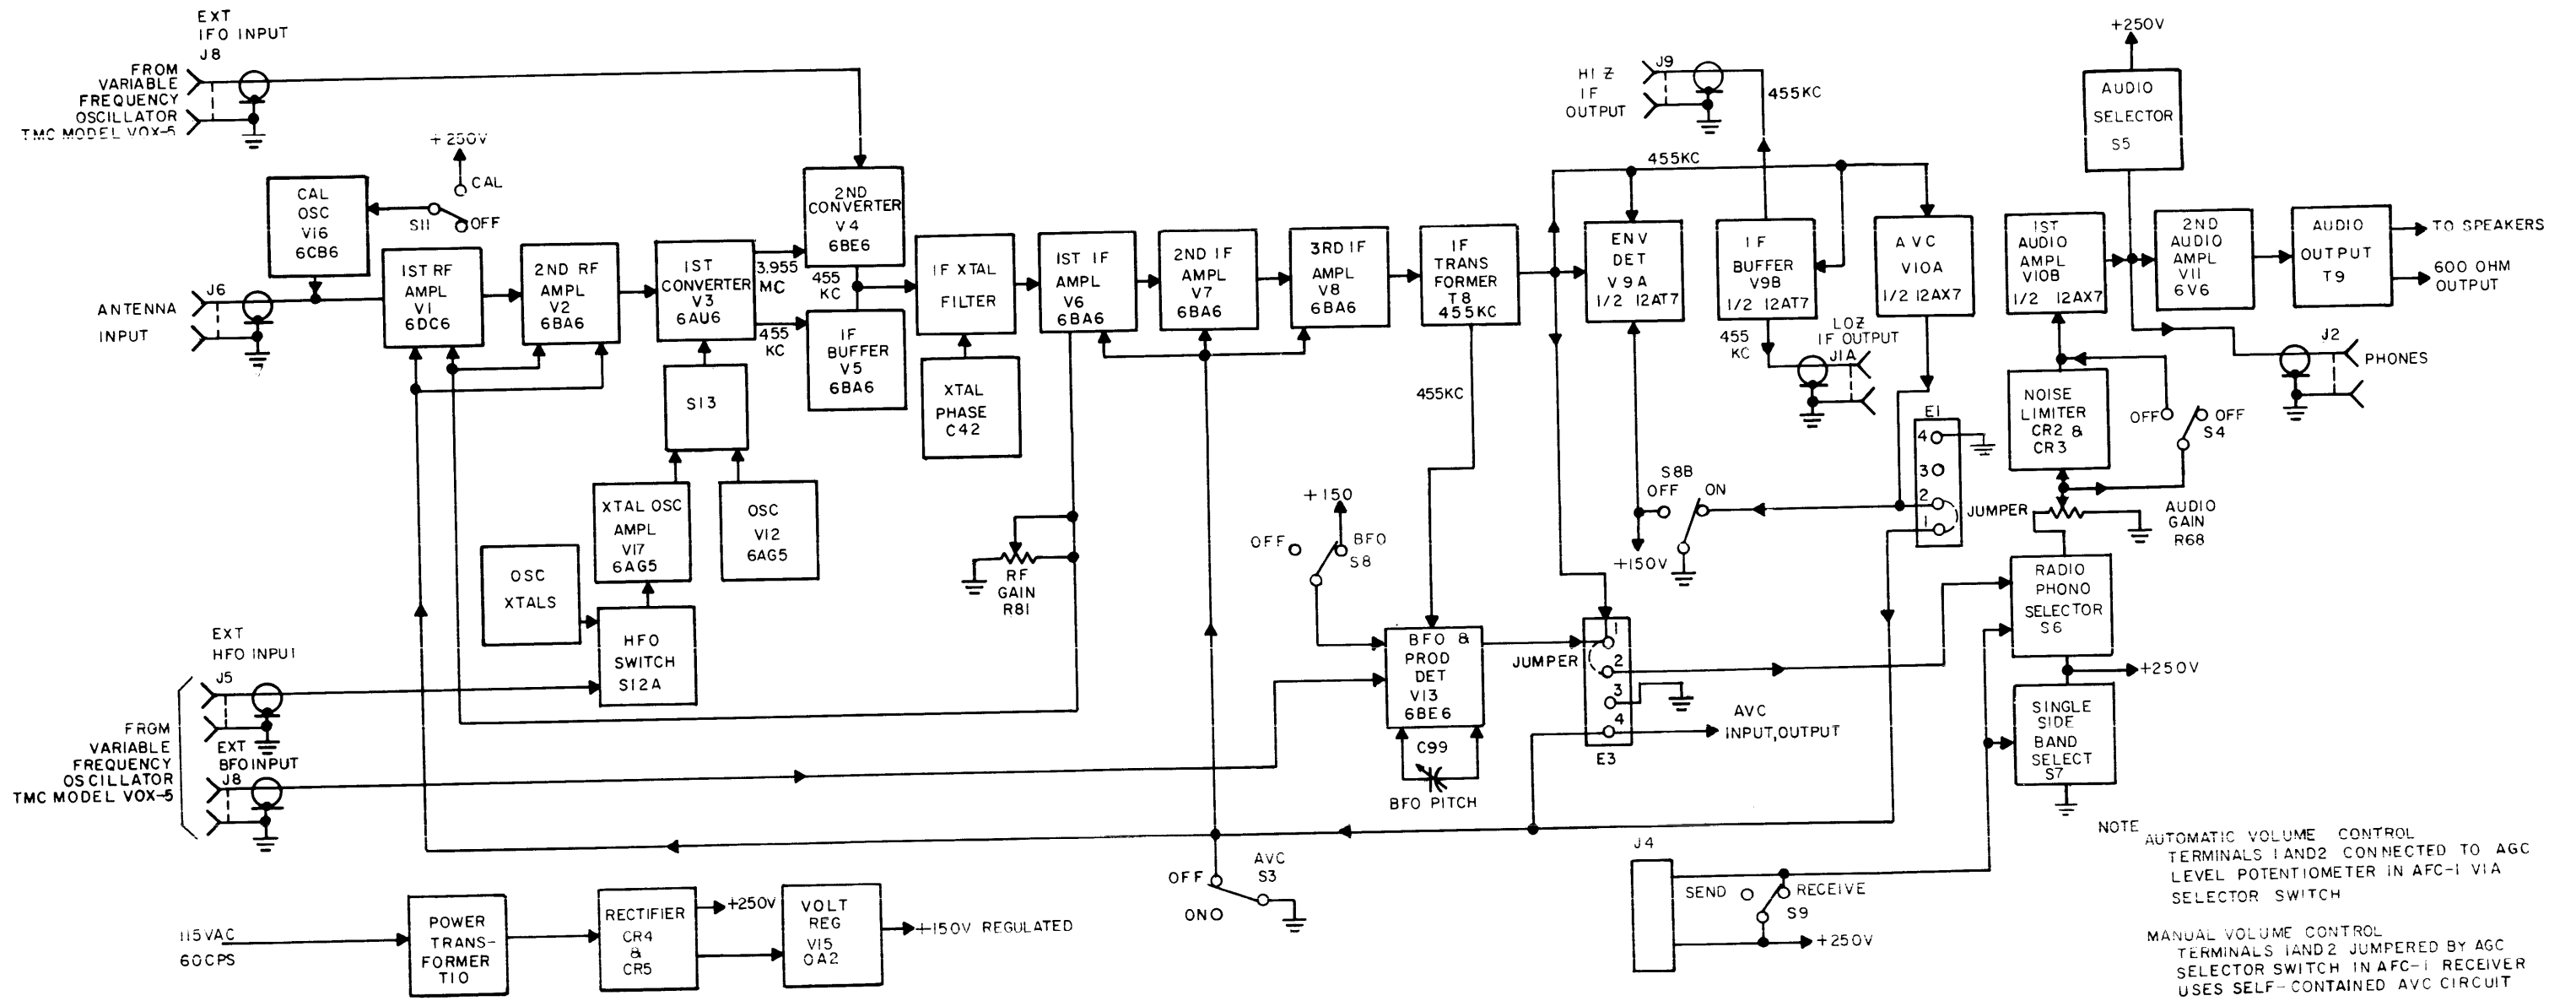 EXT
IFO INPUT
J8
FROM
VARIABLE
FREQUENCY
OSCILLATOR
TMC MODEL VOX-5
+250V
CAL
OFF
S11
CAL
OSC
V16
6CB6
J6
ANTENNA
INPUT
1ST RF
AMPL
V1
6DC6
2ND RF
AMPL
V2
6BA6
1ST
CONVERTER
V3
6AU6
3.955
MC
455
KC
2ND
CONVERTER
V4
6BE6
455
KC
IF
BUFFER
V5
6BA6
IF XTAL
FILTER
XTAL
PHASE
C42
1ST IF
AMPL
V6
6BA6
2ND IF
AMPL
V7
6BA6
3RD IF
AMPL
V8
6BA6
IF
TRANS
FORMER
T8
455KC
455KC
455KC
HI Z
IF
OUTPUT
J9
455KC
ENV
DET
V9A
1/2 12AT7
IF
BUFFER
V9B
1/2 12AT7
AVC
V10A
1/2 12AX7
455
KC
LOZ
IF OUTPUT
J1A
+250V
AUDIO
SELECTOR
S5
1ST
AUDIO
AMPL
V10B
1/2 12AX7
2ND
AUDIO
AMPL
V11
6V6
AUDIO
OUTPUT
T9
TO SPEAKERS
600 OHM
OUTPUT
J2
PHONES
NOISE
LIMITER
CR2 &
CR3
OFF
OFF
S4
AUDIO
GAIN
R68
E1
4
3
2
1
JUMPER
S8B
OFF
ON
+150V
S13
XTAL OSC
AMPL
V17
6AG5
OSC
V12
6AG5
OSC
XTALS
HFO
SWITCH
S12A
RF
GAIN
R81
+150
OFF
BFO
S8
BFO &
PROD
DET
V13
6BE6
C99
BFO PITCH
JUMPER
1
2
3
4
E3
AVC
INPUT,OUTPUT
RADIO
PHONO
SELECTOR
S6
+250V
SINGLE
SIDE
BAND
SELECT
S7
EXT
HFO INPUT
J5
FROM
VARIABLE
FREQUENCY
OSCILLATOR
TMC MODEL VOX-5
EXT
BFO INPUT
J8
OFF
AVC
S3
ON
115VAC
60CPS
POWER
TRANS-
FORMER
T10
RECTIFIER
CR4
&
CR5
+250V
VOLT
REG
V15
OA2
+150V REGULATED
J4
SEND
RECEIVE
S9
+250V
NOTE
AUTOMATIC VOLUME CONTROL
TERMINALS 1AND2 CONNECTED TO AGC
LEVEL POTENTIOMETER IN AFC-1 VIA
SELECTOR SWITCH
MANUAL VOLUME CONTROL
TERMINALS 1AND2 JUMPERED BY AGC
SELECTOR SWITCH IN AFC-1 RECEIVER
USES SELF-CONTAINED AVC CIRCUIT